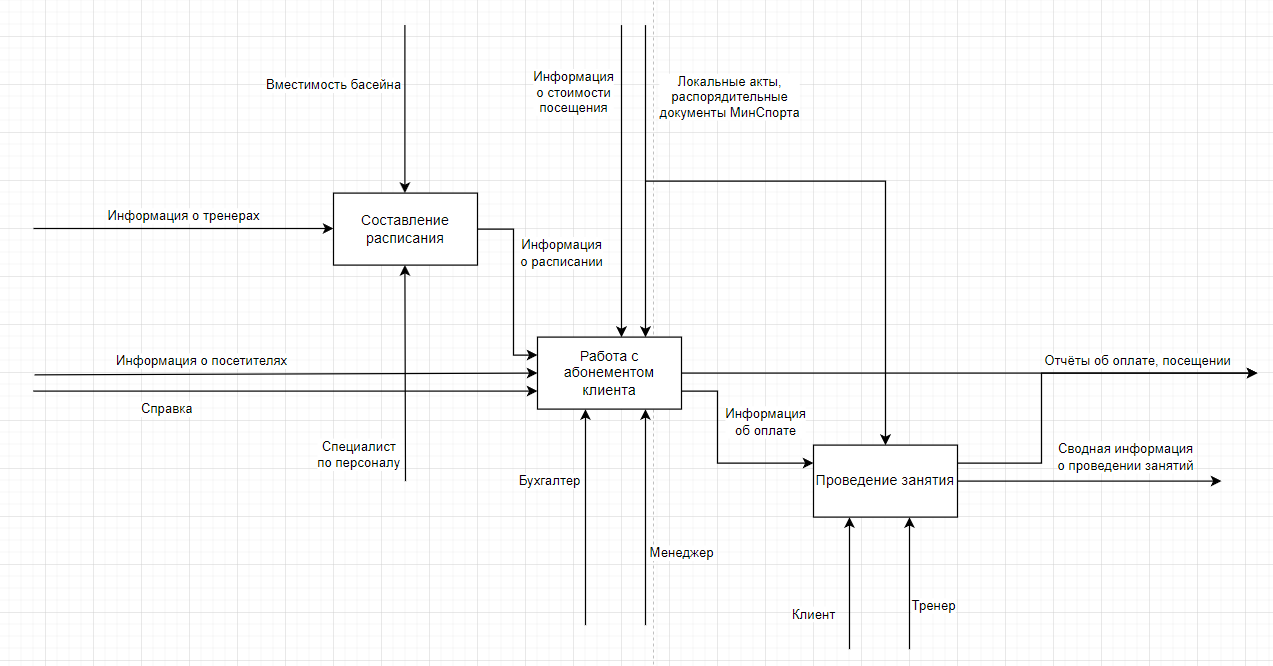 Вместимость басейна
Информация
о стоимости
посещения
Локальные акты,
распорядительные
документы МинСпорта
Информация о тренерах
Составление
расписания
Информация
о расписании
Информация о посетителях
Справка
Работа с
абонементом
клиента
Отчёты об оплате, посещении
Информация
об оплате
Специалист
по персоналу
Бухгалтер
Сводная информация
о проведении занятий
Проведение занятия
Менеджер
Клиент
Тренер